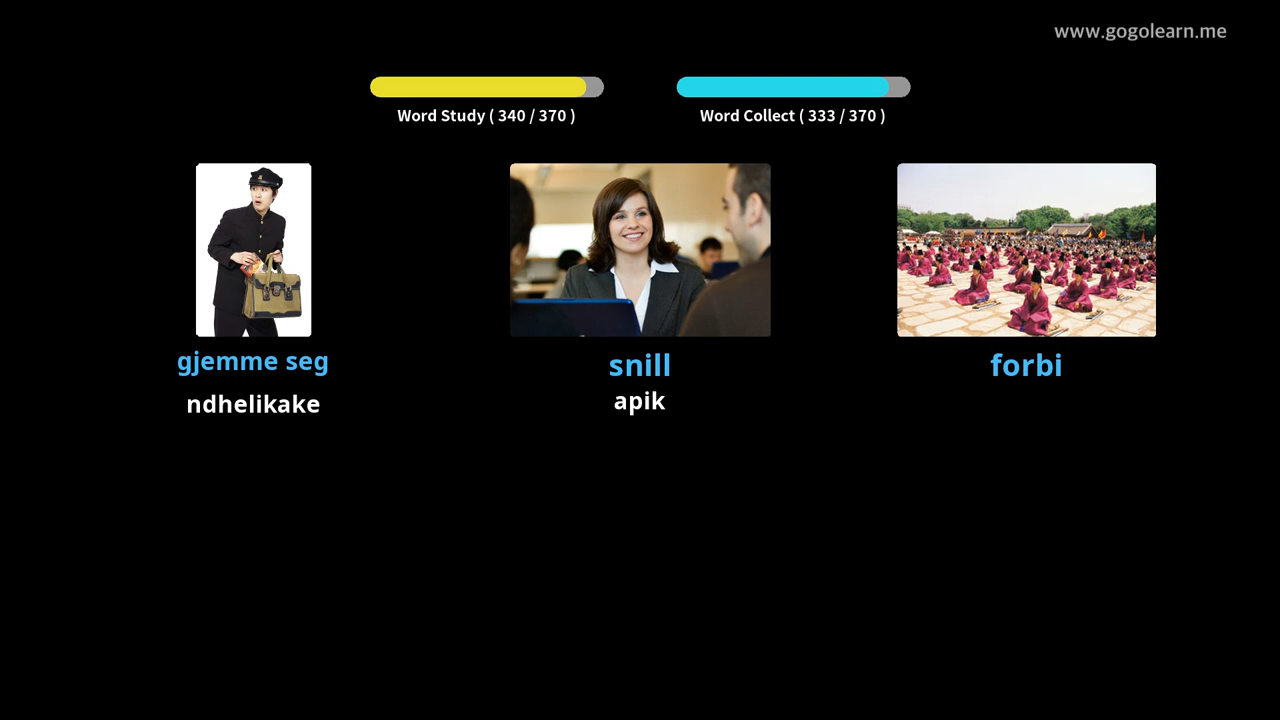 www.gogolearn.me
Word Study ( 340 / 370 )
Word Collect ( 333 / 370 )
gjemme seg
snill
forbi
ndhelikake
apik